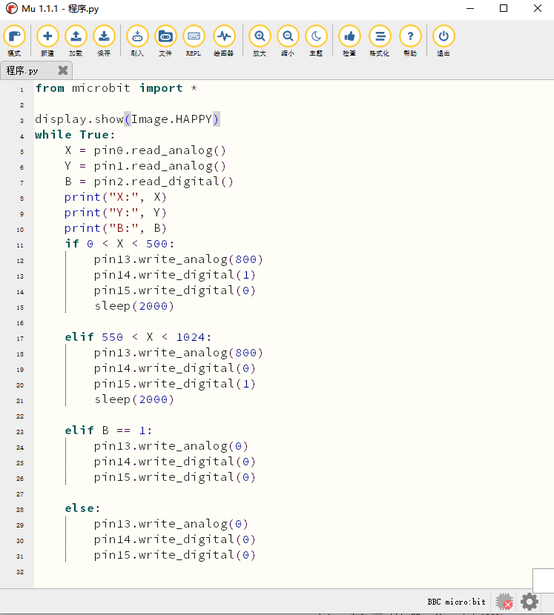 Mu 1.1.1 - 程序.py
模式 新建 加载 保存 刷入 文件 REPL 绘图器 放大 缩小 主题 检查 格式化 帮助 退出
程序.py
1 from microbit import *
2
3 display.show(Image.HAPPY)
4 while True:
5 X = pin0.read_analog()
6 Y = pin1.read_analog()
7 B = pin2.read_digital()
8 print("X:", X)
9 print("Y:", Y)
10 print("B:", B)
11 if 0 < X < 500:
12 pin13.write_analog(800)
13 pin14.write_digital(1)
14 pin15.write_digital(0)
15 sleep(2000)
16
17 elif 550 < X < 1024:
18 pin13.write_analog(800)
19 pin14.write_digital(0)
20 pin15.write_digital(1)
21 sleep(2000)
22
23 elif B == 1:
24 pin13.write_analog(0)
25 pin14.write_digital(0)
26 pin15.write_digital(0)
27
28 else:
29 pin13.write_analog(0)
30 pin14.write_digital(0)
31 pin15.write_digital(0)
32
BBC micro:bit